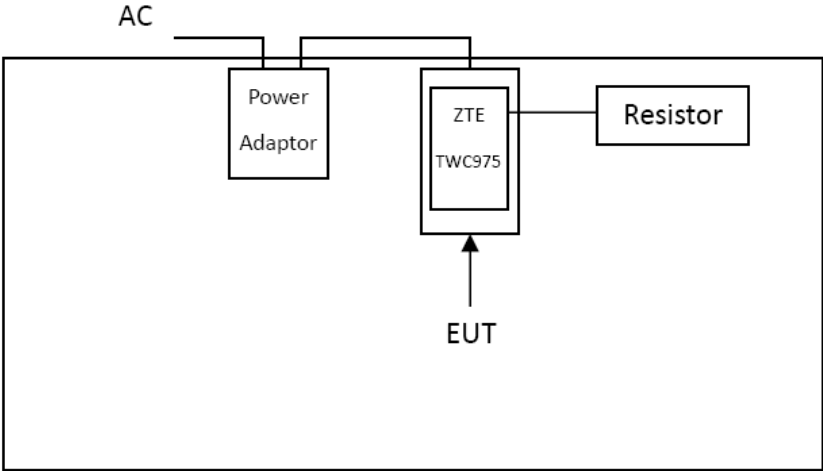 AC
Power
Adaptor
ZTE
TWC975
Resistor
EUT